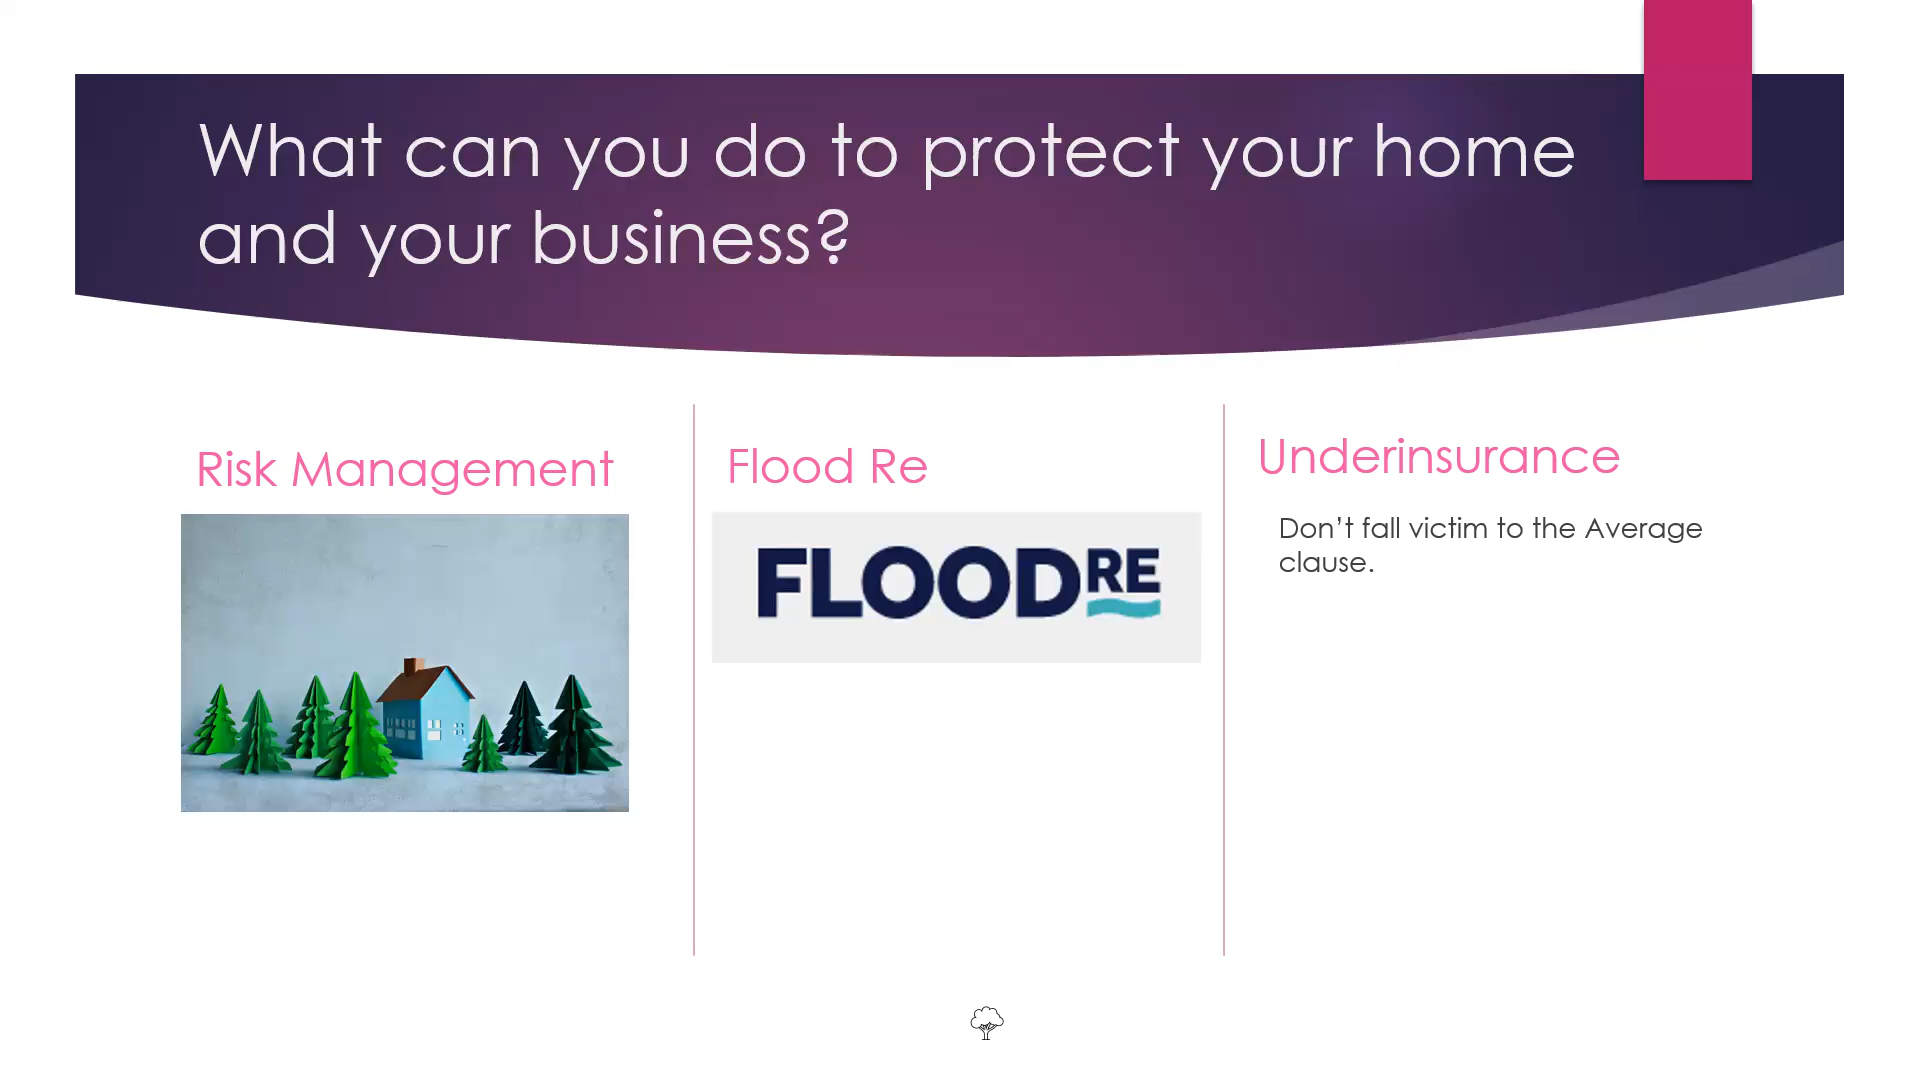 What can you do to protect your home
and your business?
Risk Management
Flood Re
FLOODRE
Underinsurance
Don’t fall victim to the Average
clause.